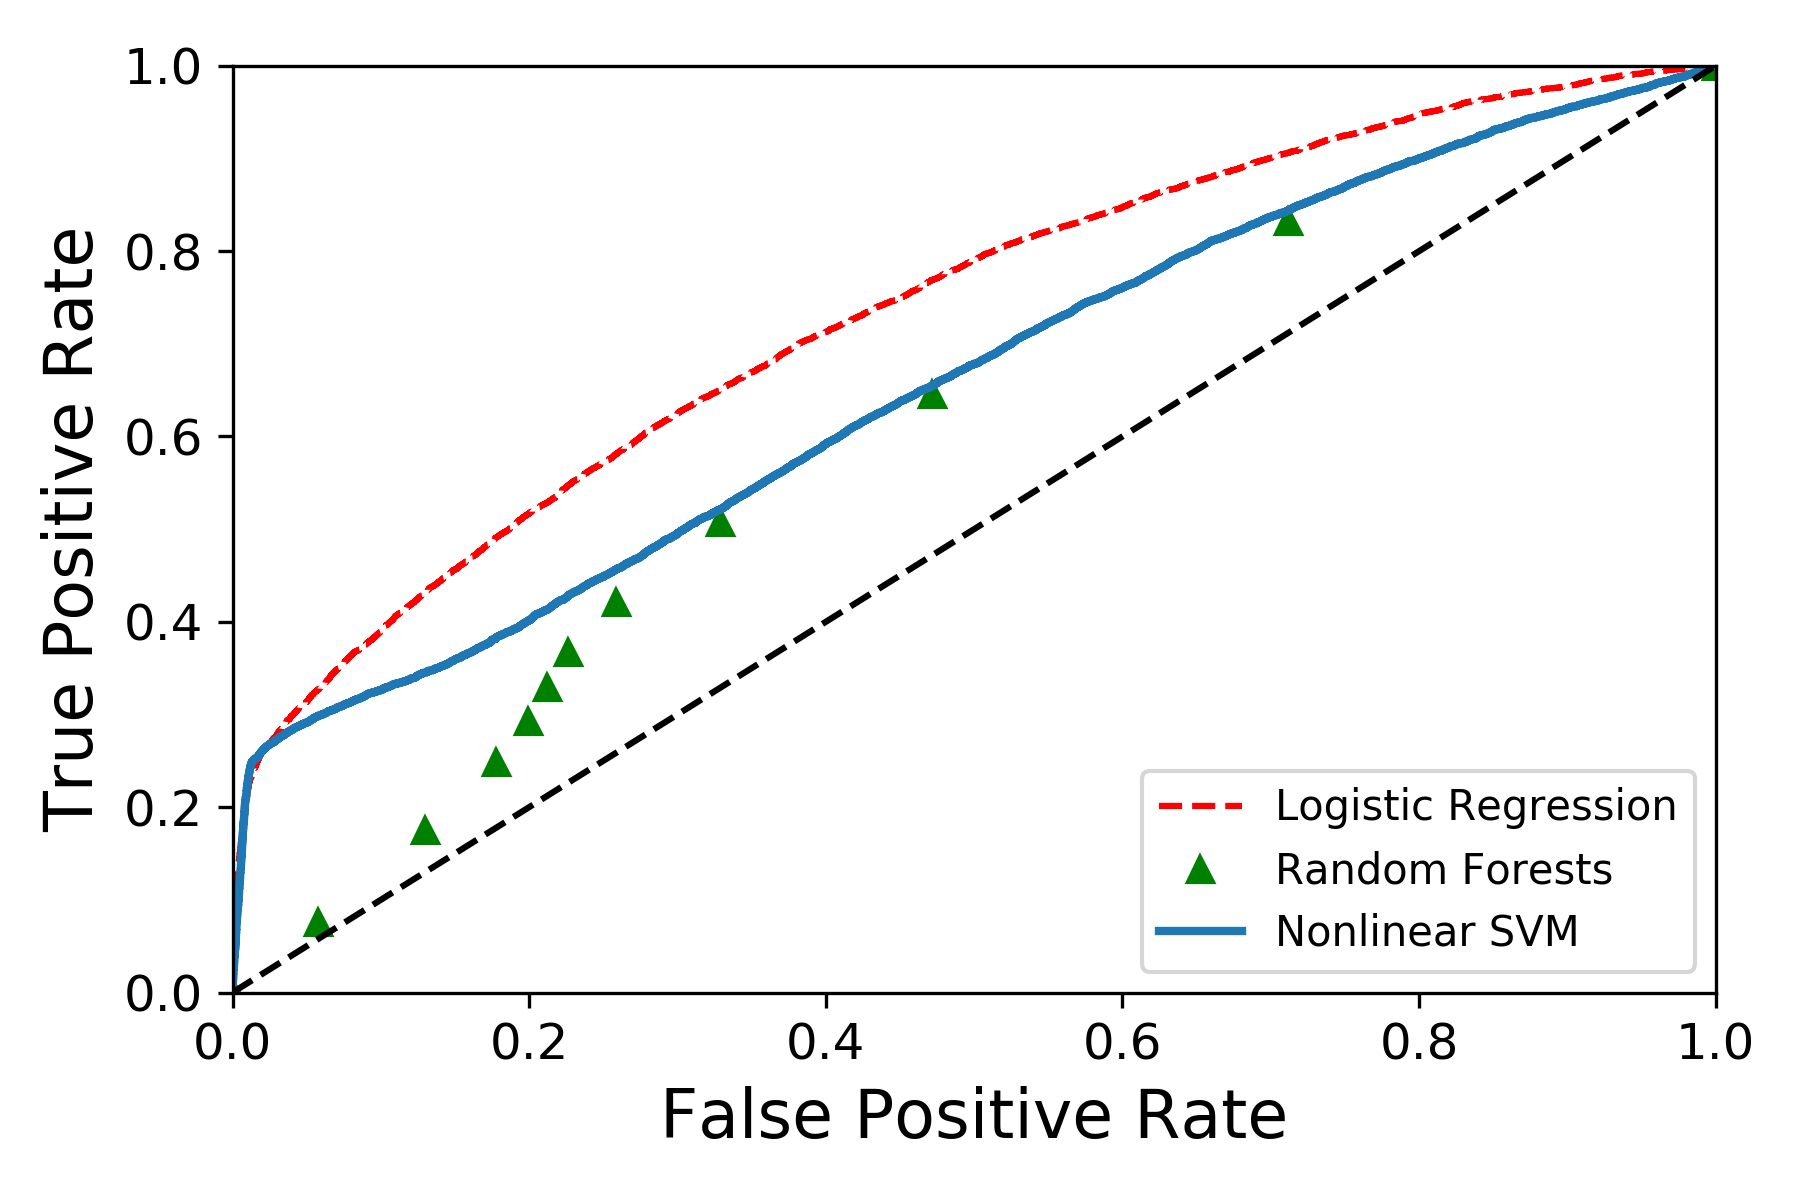 True Positive Rate
1.0
0.8
0.6
0.4
0.2
0.0
Logistic Regression
Random Forests
Nonlinear SVM
0.0 0.2 0.4 0.6 0.8 1.0
False Positive Rate